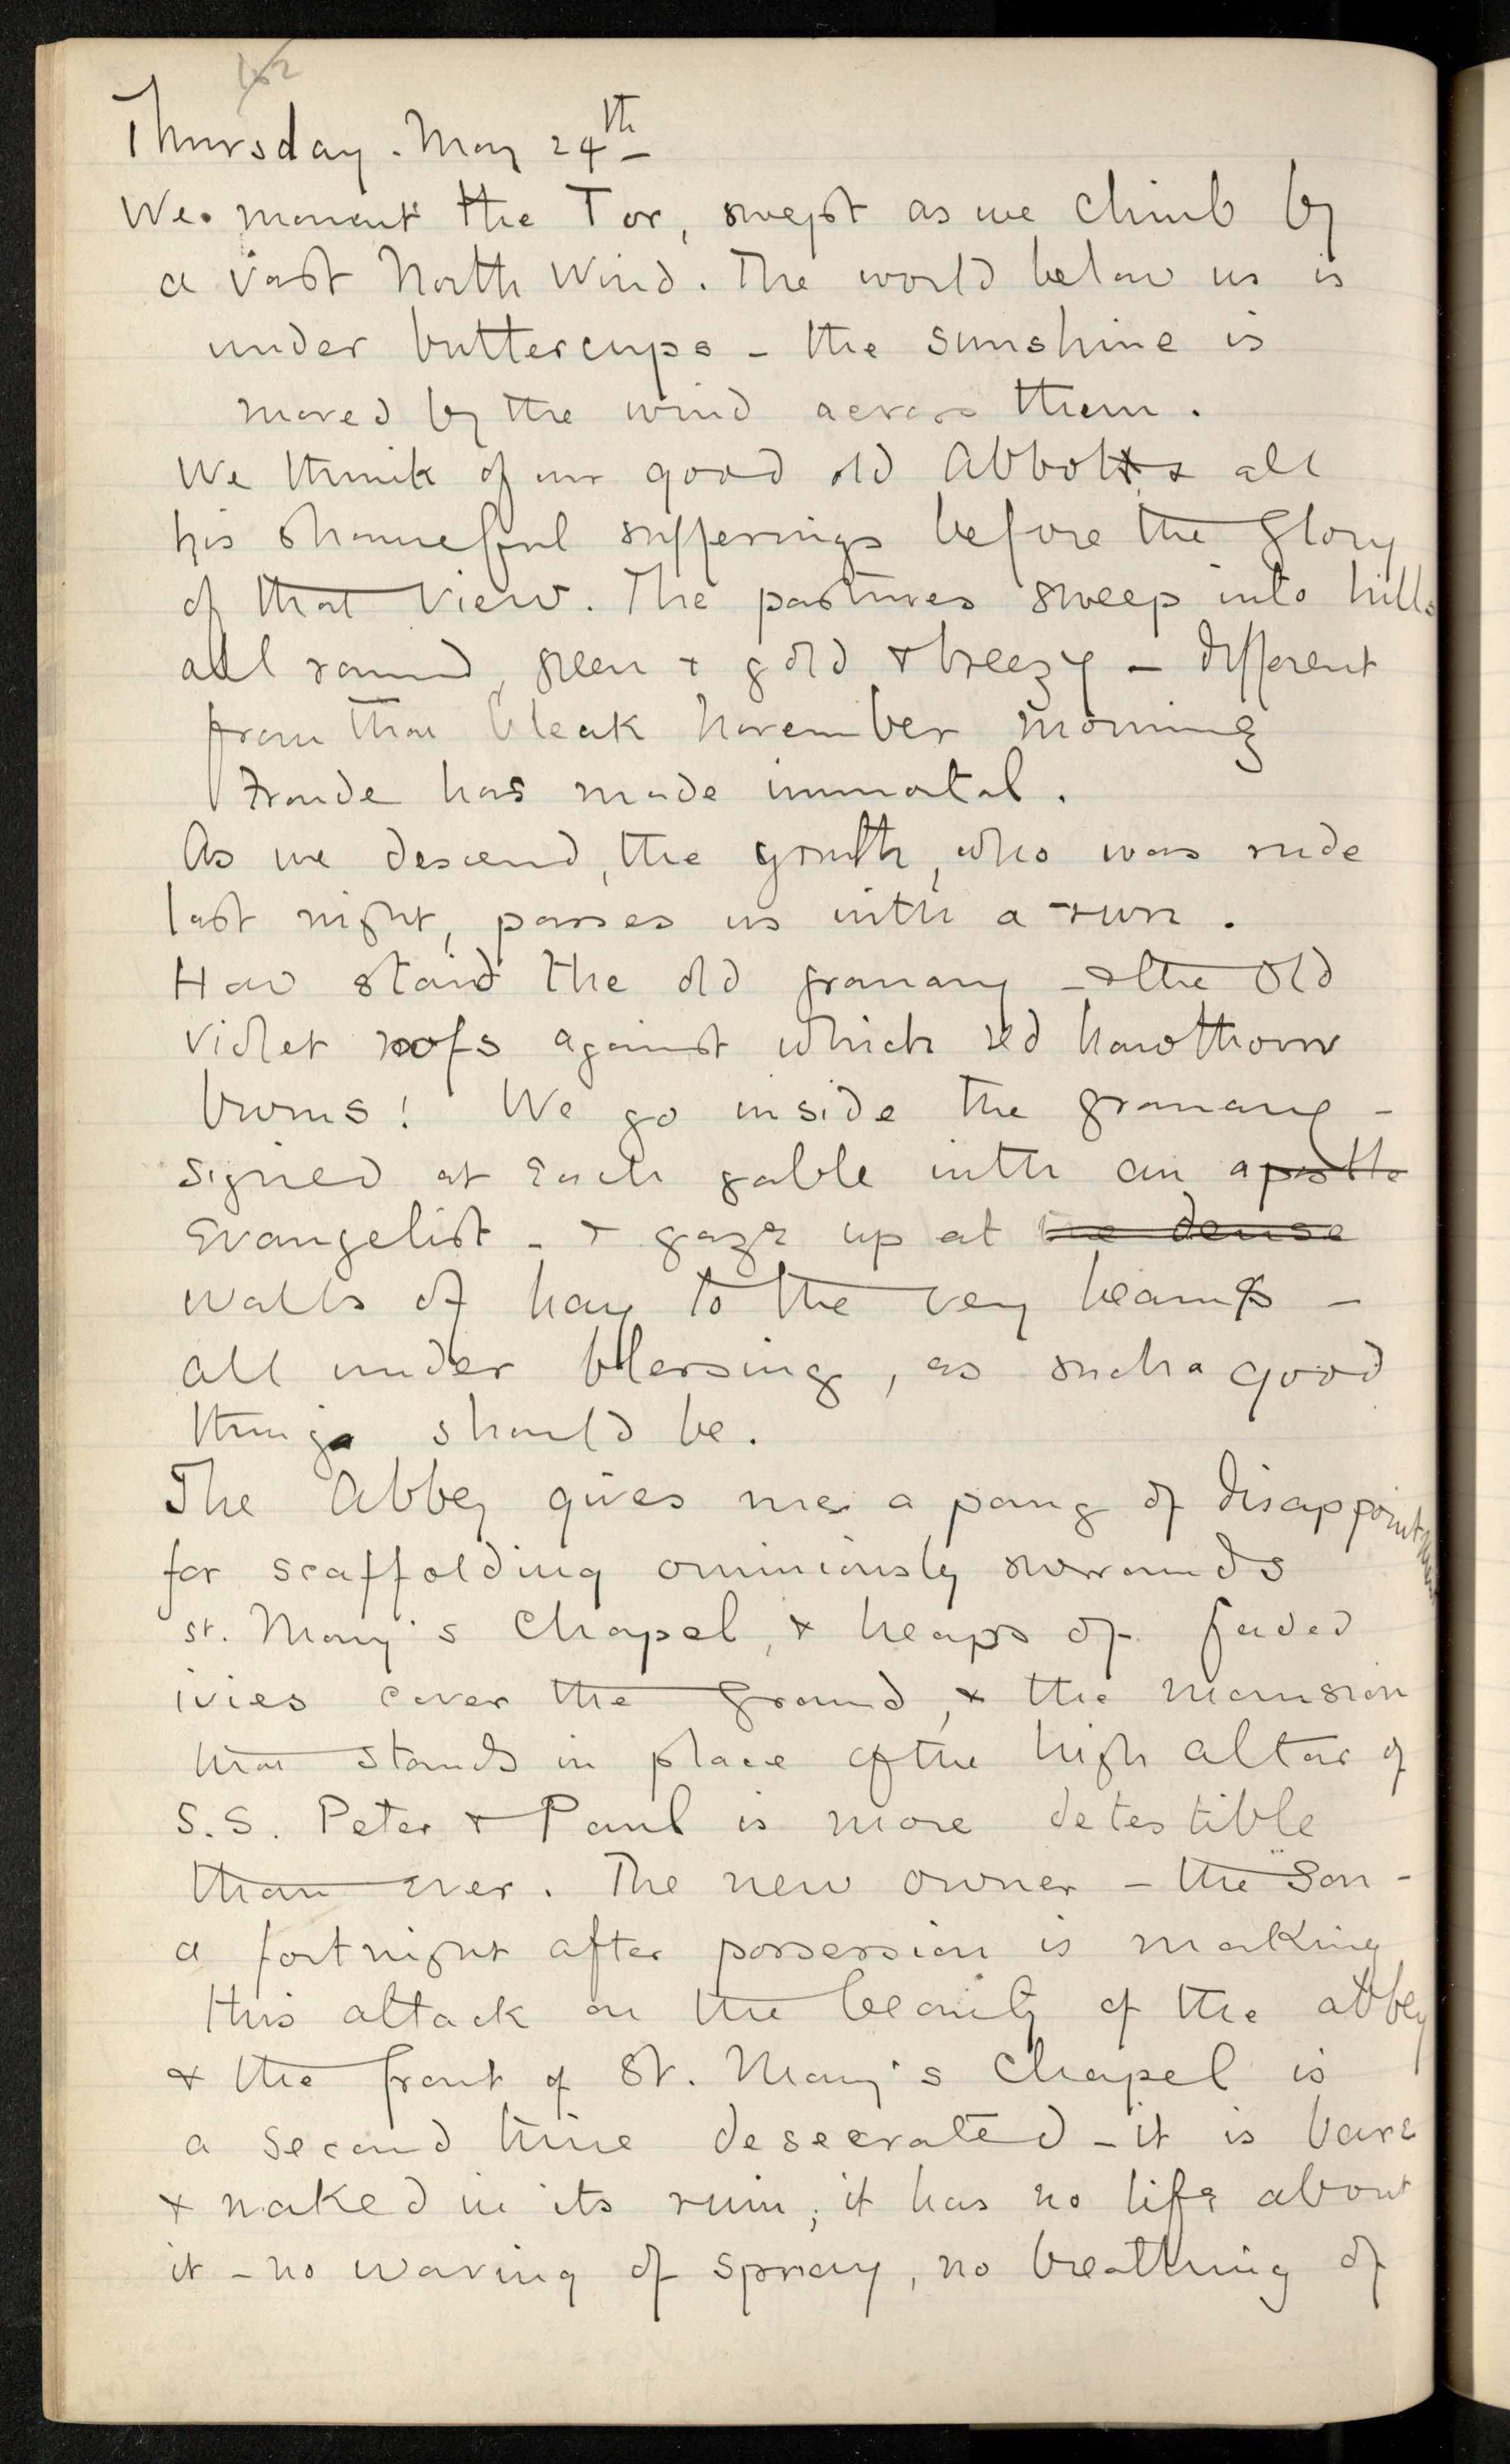 Thursday. May 24th
We mount the Tor, swept as we climb by
a vast North Wind. The world below us is
under buttercups - the sunshine is
moved by the wind across them.
We think of our good old Abbot & all
his shameful sufferings before the Glory
of that view. The pastures sweep into hills
all round, green & gold & breezy - different
from that bleak November morning
Froude has made immortal.
As we descend, the youth, who was rude
last night, passes us with a run.
How staid the old granary - & the old
violet roofs against which red hawthorn
burns! We go inside the granary -
signed at each gable with an apostle
Evangelist - & gaze up at the dense
walls of hay to the very beams -
all under blessing, as such a good
things should be.
The Abbey gives me a pang of disappointment
for scaffolding ominiously surrounds
St. Mary's Chapel, & heaps of faded
ivies cover the ground, & the mansion
that stands in place of the high altar of
S.S. Peter & Paul is more detestible
than ever. The new owner - the son -
a fortnight after possession is making
this attack on the beauty of the abbey
& the front of St. Mary's Chapel is
a second time desecrated - it is bare
& naked in its ruin; it has no life about
it - no waving of spray, no breathing of